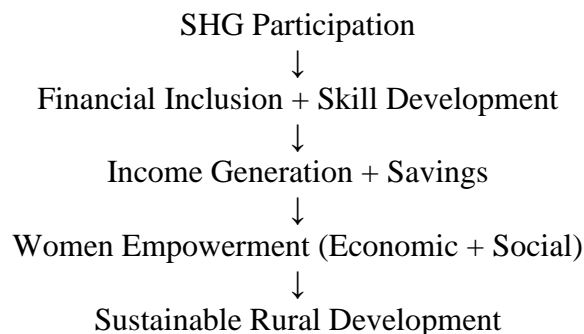 SHG Participation
↓
Financial Inclusion + Skill Development
↓
Income Generation + Savings
↓
Women Empowerment (Economic + Social)
↓
Sustainable Rural Development